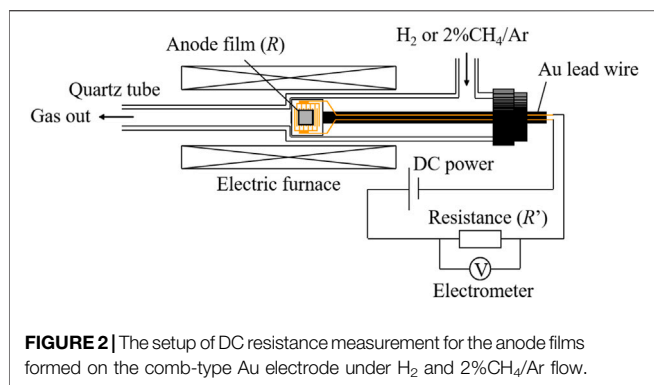 H₂ or 2%CH₄/Ar
Anode film (R)
Au lead wire
Quartz tube
Gas out
Electric furnace
DC power
Resistance (R')
V
Electrometer
FIGURE 2 | The setup of DC resistance measurement for the anode films
formed on the comb-type Au electrode under H₂ and 2%CH₄/Ar flow.